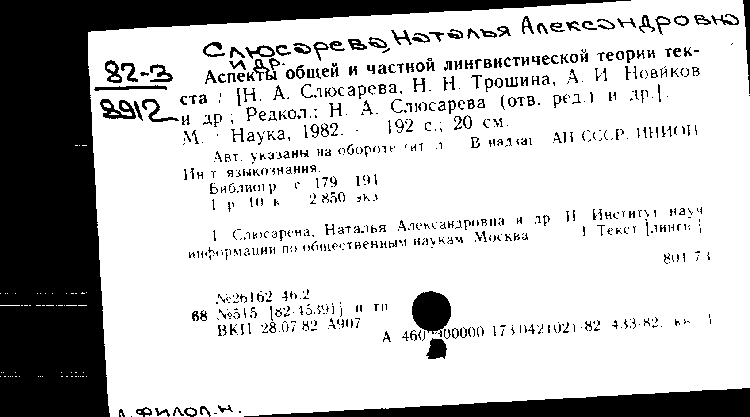 Слюсарева, Наталья Александровна
и др.
82-3
8912
Аспекты общей и частной лингвистической теории тек-
ста / [Н. А. Слюсарева, Н. Н. Трошина, А. И. Новиков
и др.; Редкол.: Н. А. Слюсарева (отв. ред.) и др.].
М. : Наука, 1982. - 192 с.; 20 см.
Авт. указаны на обороте тит. л. В надзаг.: АН СССР, ИНИОН,
Ин-т языкознания.
Библиогр.: с. 179-191
1 р. 10 к. 2 850 экз.
1. Слюсарева, Наталья Александровна и др. II. Институт науч.
информации по общественным наукам. Москва 1. Текст [лингв.]
801.73
№26162 46.2
68 №515 [82-45391] п тп
ВКП 28.07.82 А907
А 460 000000-173 042(02)-82 433-82.
д. филол. н.